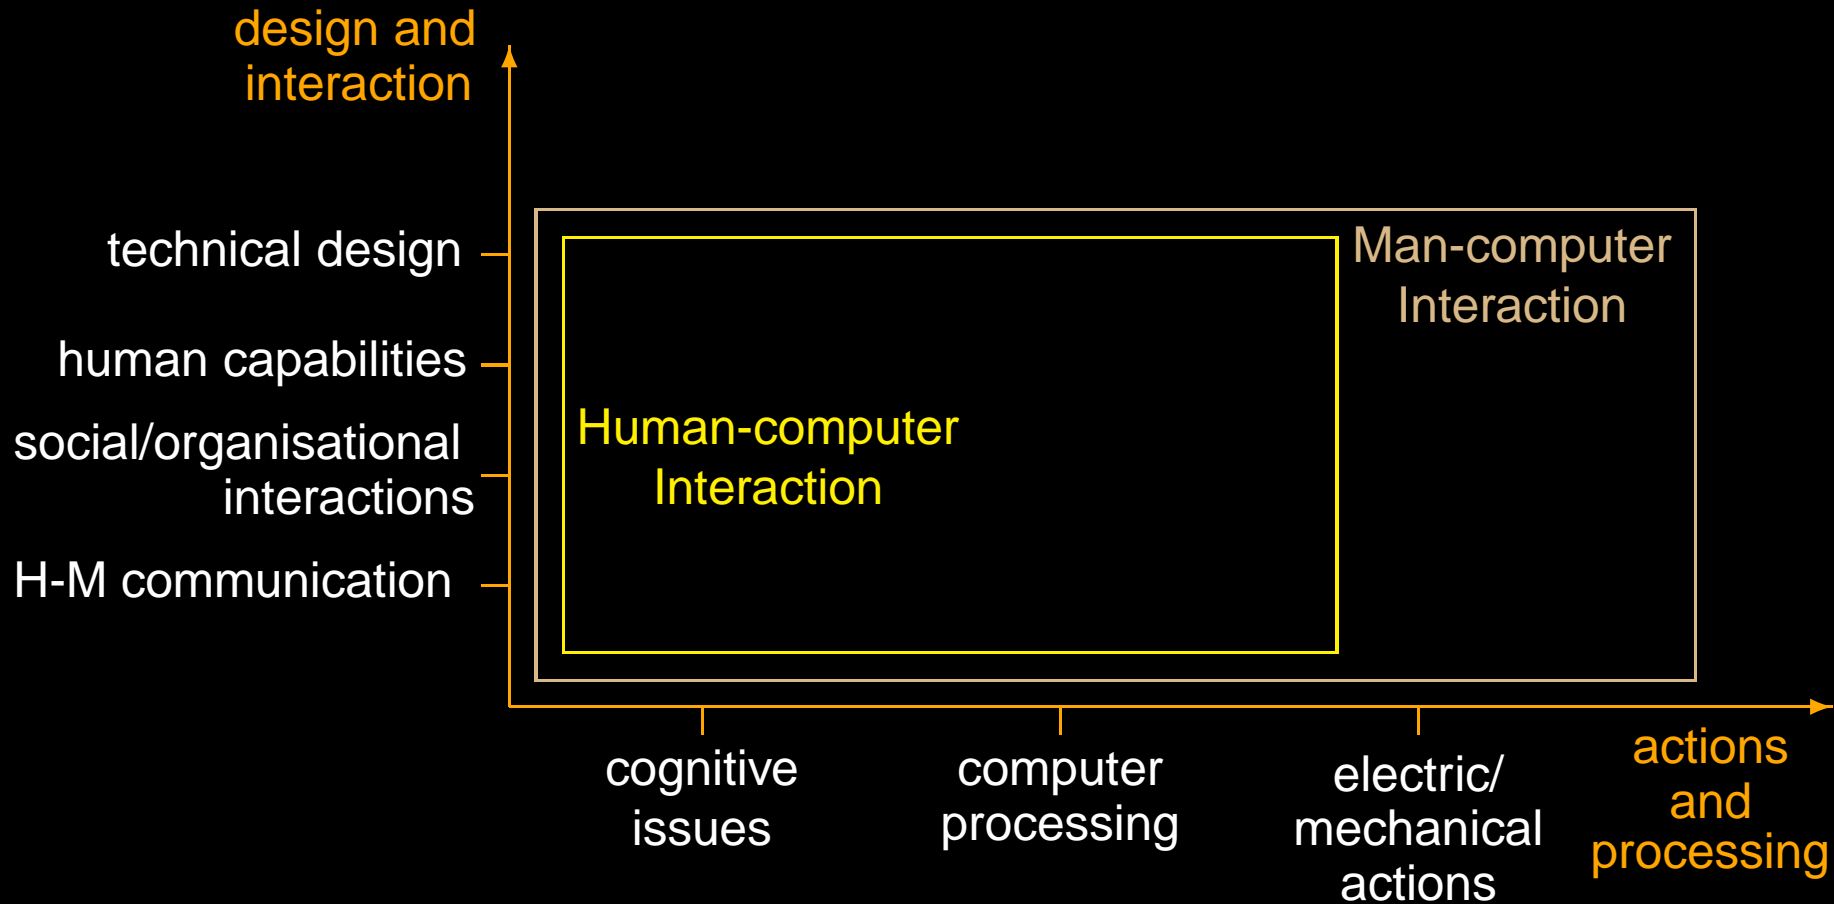 design and
interaction
technical design
Man-computer
Interaction
human capabilities
social/organisational
interactions
Human-computer
Interaction
H-M communication
cognitive
issues
computer
processing
electric/
mechanical
actions
actions
and
processing